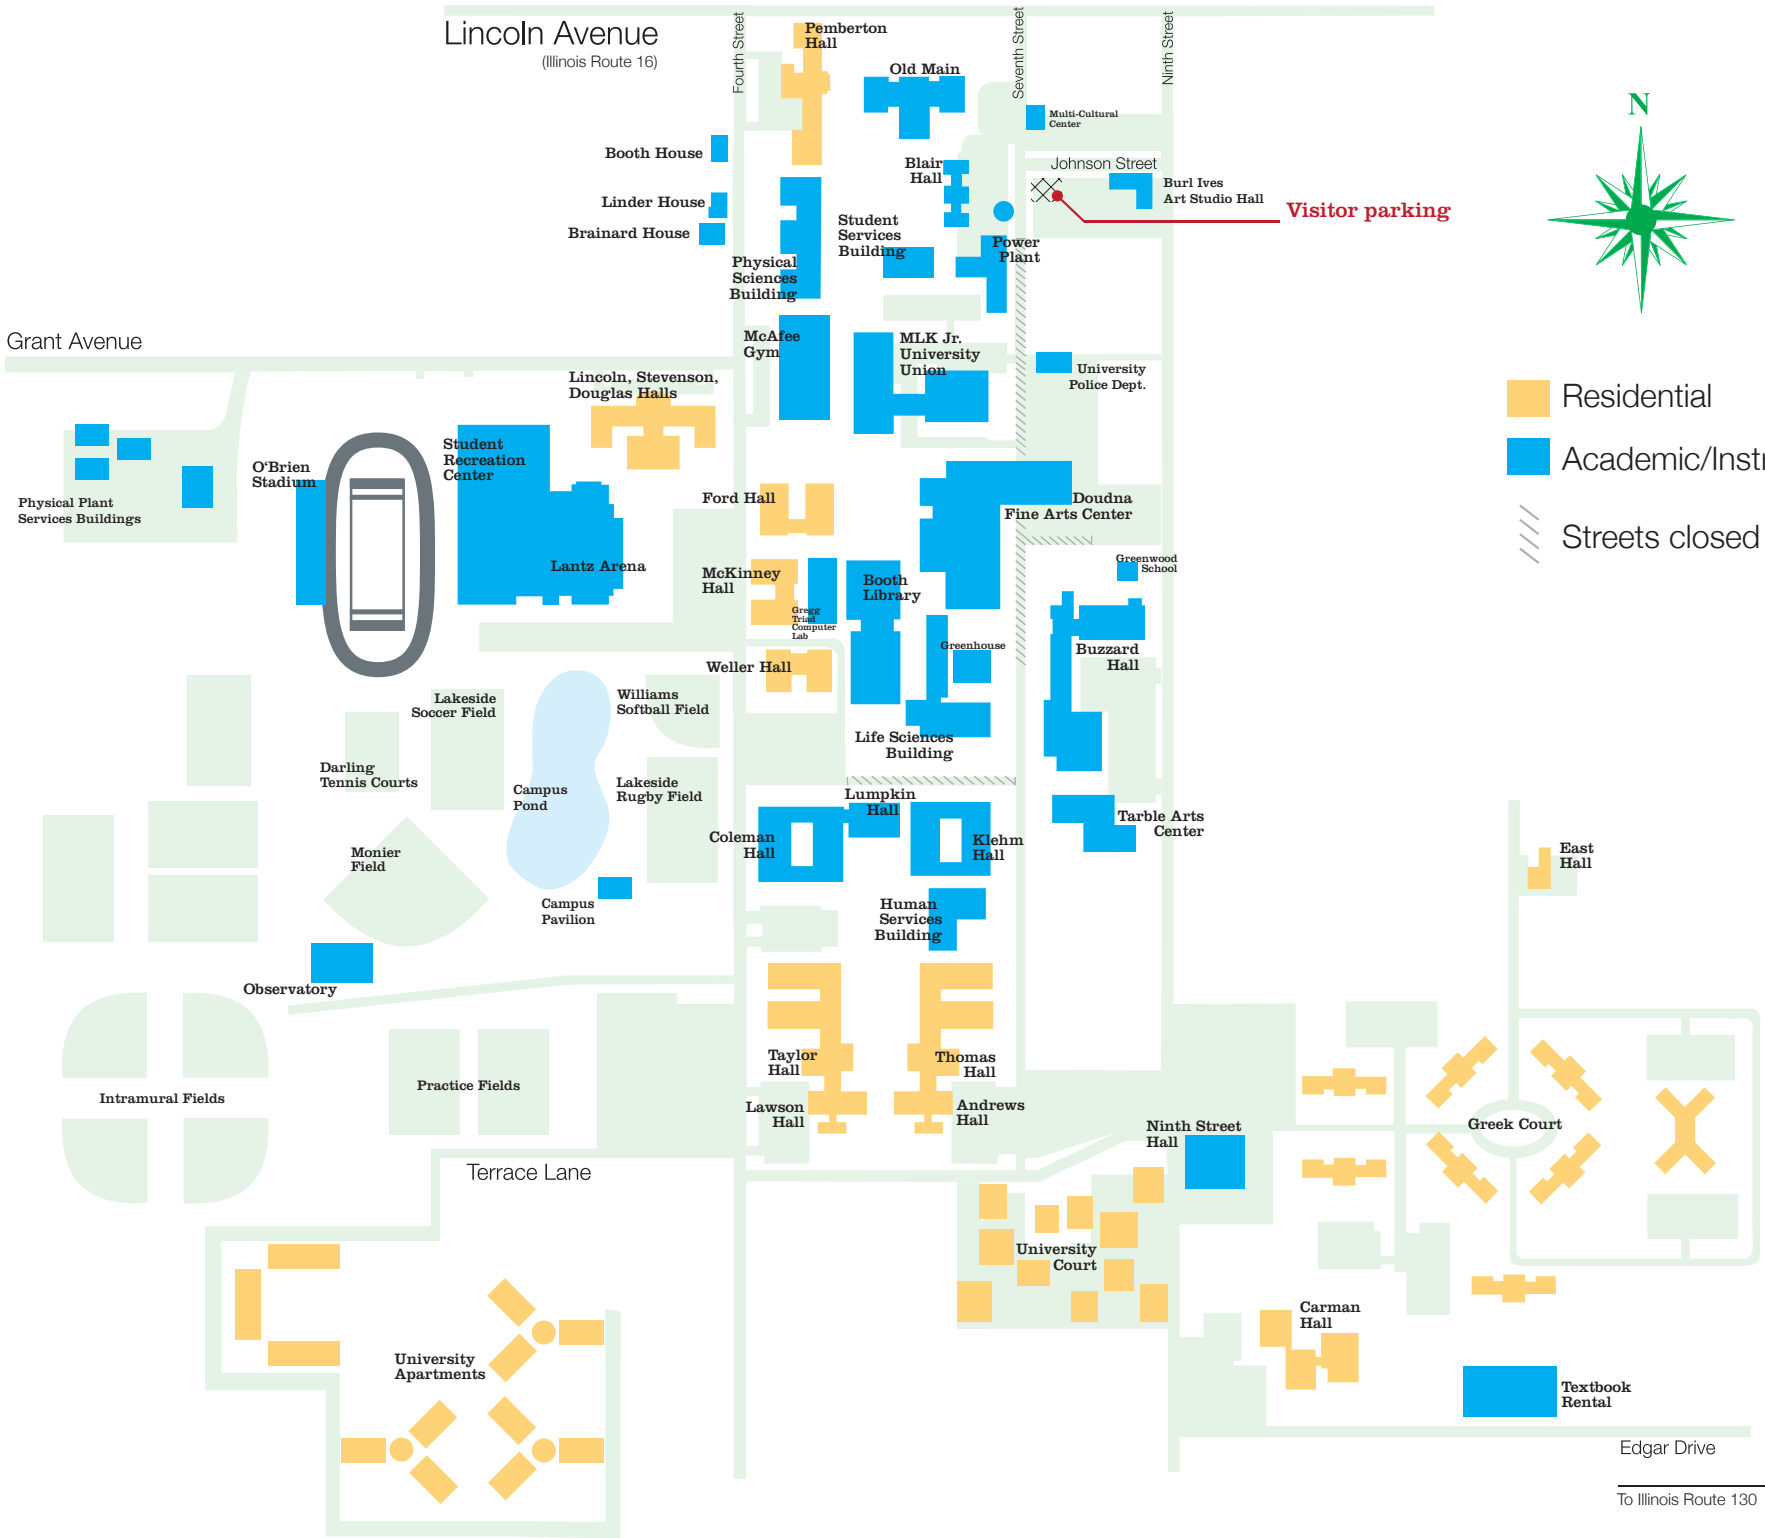 Lincoln Avenue
(Illinois Route 16)
Fourth Street
Seventh Street
Ninth Street
Pemberton
Hall
Old Main
Multi-Cultural
Center
Booth House
Blair
Hall
Johnson Street
Burl Ives
Art Studio Hall
Linder House
Visitor parking
Brainard House
Student
Services
Building
Power
Plant
Physical
Sciences
Building
N
Grant Avenue
McAfee
Gym
MLK Jr.
University
Union
University
Police Dept.
Lincoln, Stevenson,
Douglas Halls
Residential
Academic/Instr
Streets closed
Student
Recreation
Center
O‘Brien
Stadium
Physical Plant
Services Buildings
Ford Hall
Doudna
Fine Arts Center
Lantz Arena
McKinney
Hall
Gregg
Triad
Computer
Lab
Booth
Library
Greenwood
School
Greenhouse
Buzzard
Hall
Weller Hall
Lakeside
Soccer Field
Williams
Softball Field
Life Sciences
Building
Darling
Tennis Courts
Campus
Pond
Lakeside
Rugby Field
Lumpkin
Hall
Coleman
Hall
Klehm
Hall
Tarble Arts
Center
East
Hall
Monier
Field
Campus
Pavilion
Human
Services
Building
Observatory
Taylor
Hall
Thomas
Hall
Intramural Fields
Practice Fields
Lawson
Hall
Andrews
Hall
Ninth Street
Hall
Greek Court
Terrace Lane
University
Court
Carman
Hall
University
Apartments
Textbook
Rental
Edgar Drive
To Illinois Route 130